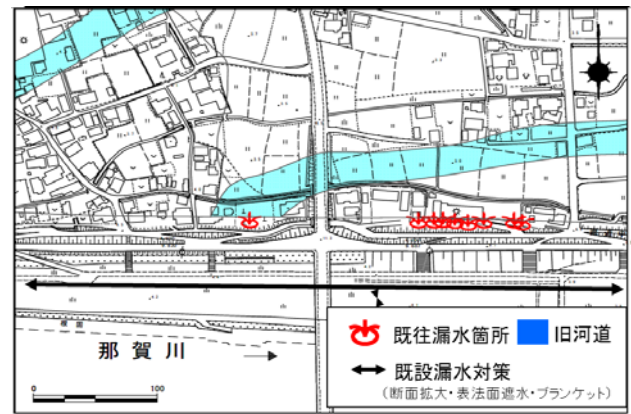 那賀川
0 100
既往漏水箇所 旧河道
既設漏水対策
(断面拡大・表法面遮水・ブランケット)